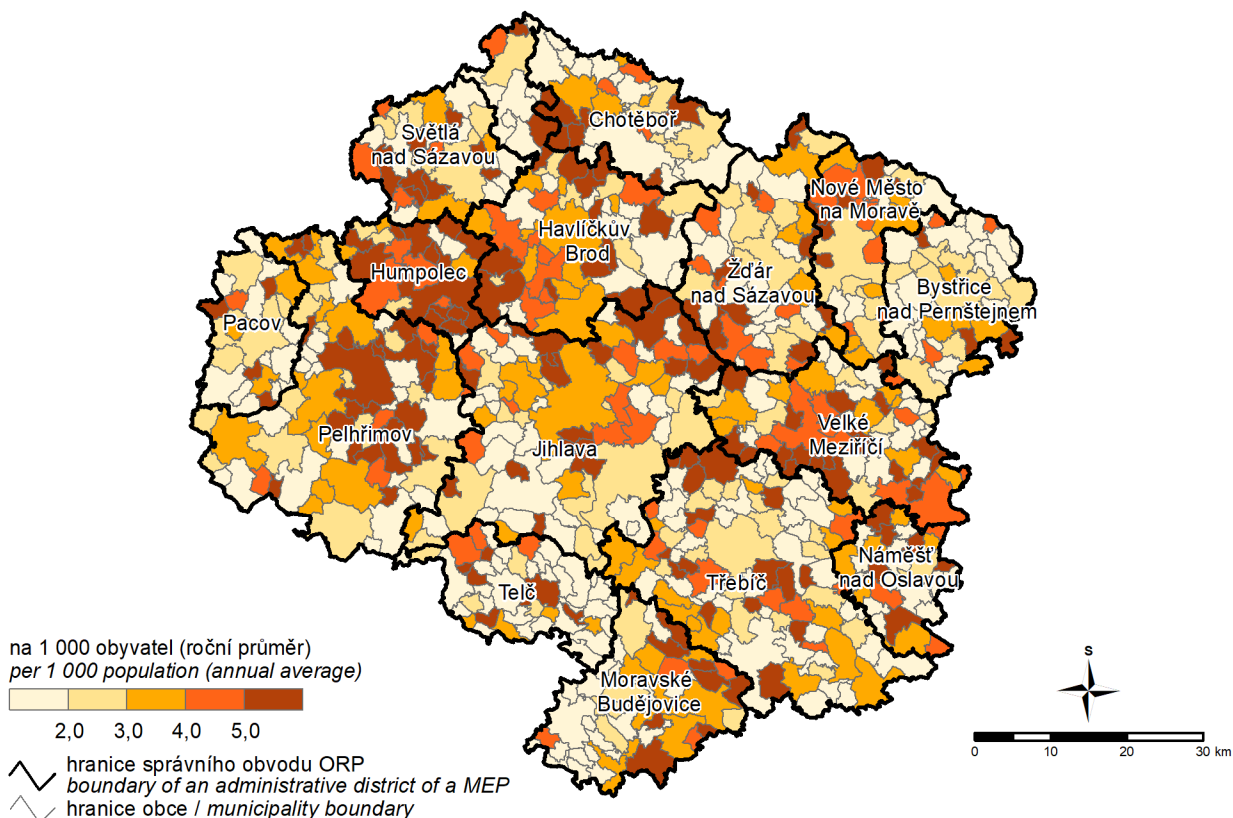 Chotěboř
Světlá
nad Sázavou
Nové Město
na Moravě
Havlíčkův
Brod
Humpolec
Žďár
nad Sázavou
Bystřice
nad Pernštejnem
Pacov
Pelhřimov
Jihlava
Velké
Meziříčí
Náměšť
nad Oslavou
Třebíč
Telč
Moravské
Budějovice
na 1 000 obyvatel (roční průměr)
per 1 000 population (annual average)
2,0 3,0 4,0 5,0
hranice správního obvodu ORP
boundary of an administrative district of a MEP
hranice obce / municipality boundary
S
0 10 20 30 km